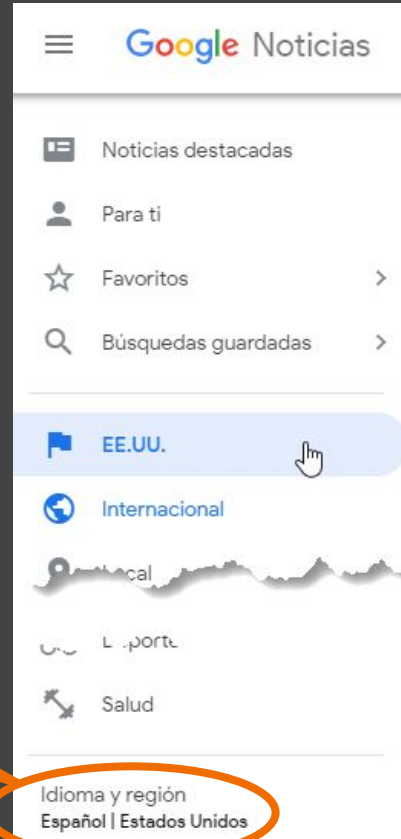 Google Noticias
Noticias destacadas
Para ti
Favoritos
Búsquedas guardadas
EE.UU.
Internacional
Salud
Idioma y región
Español | Estados Unidos